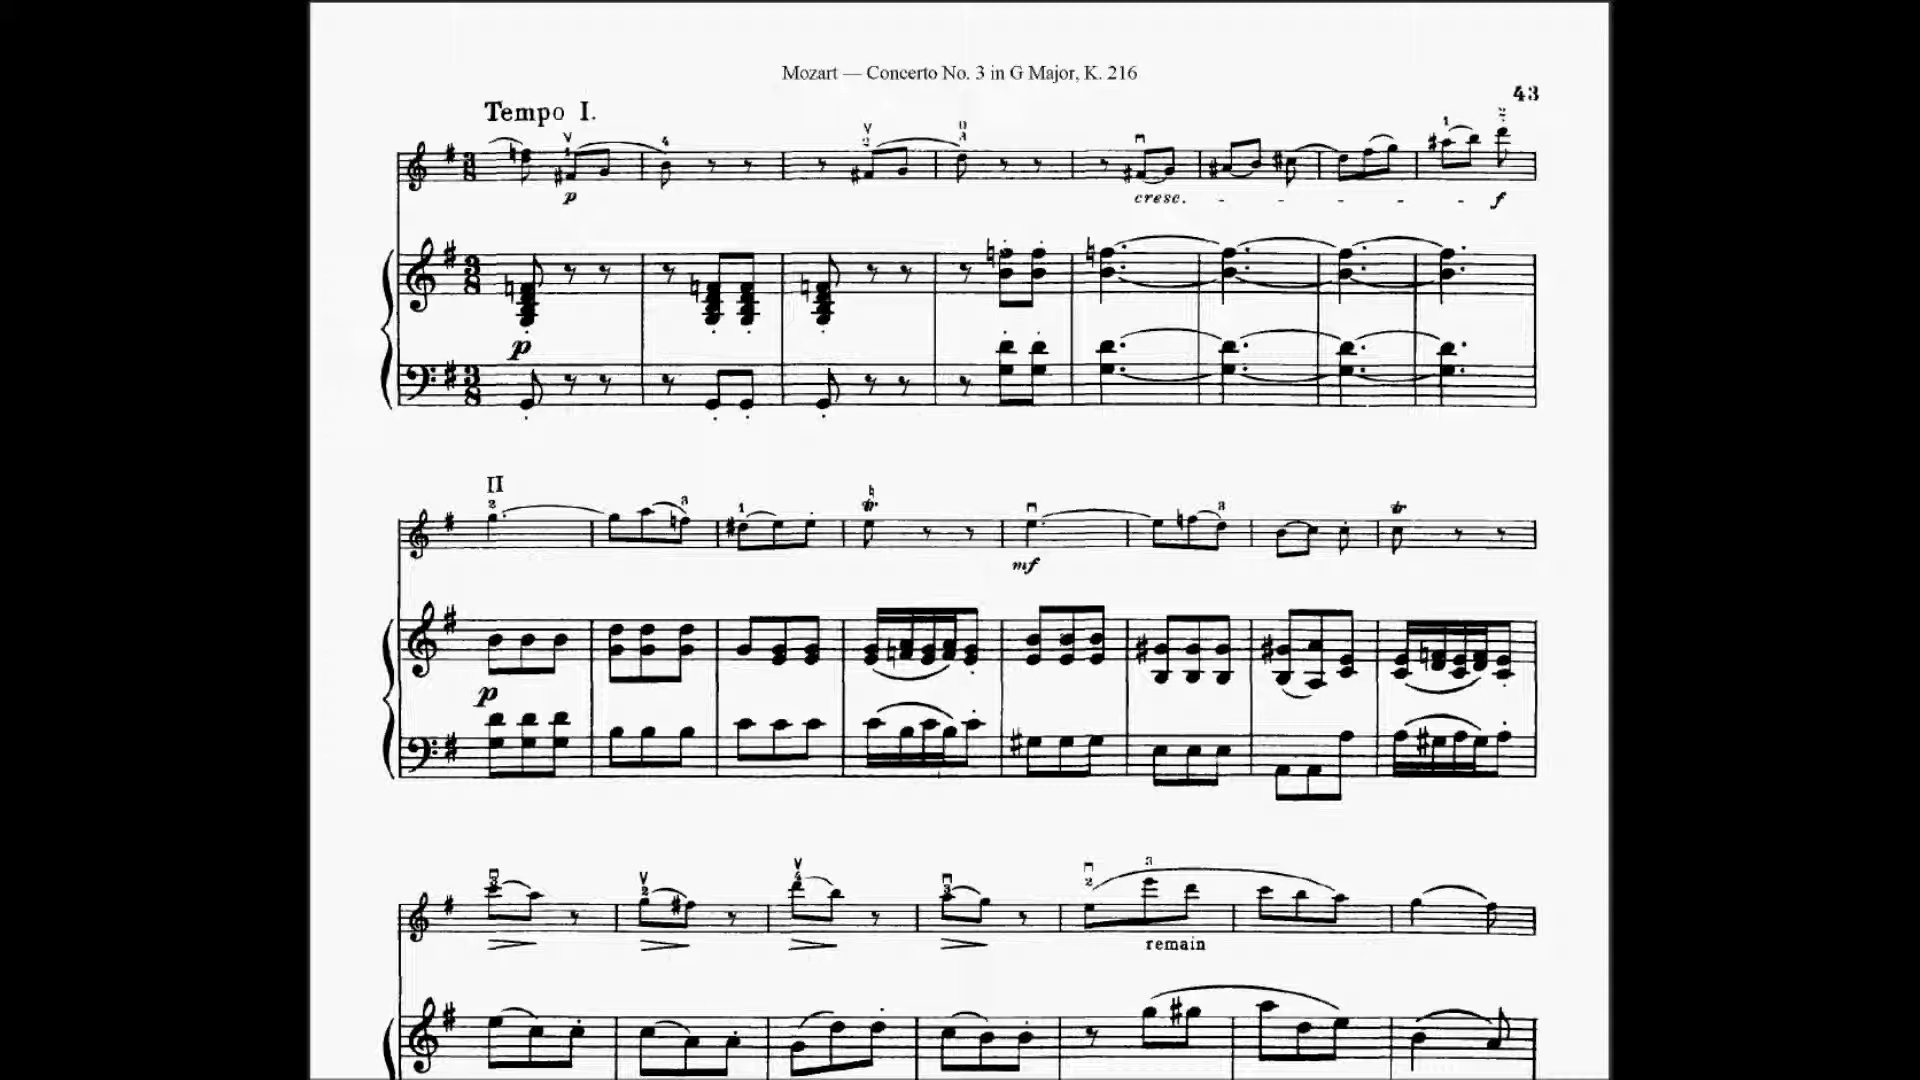 Mozart — Concerto No. 3 in G Major, K. 216
43
Tempo I.
p
cresc.
f
p
II
mf
p
remain